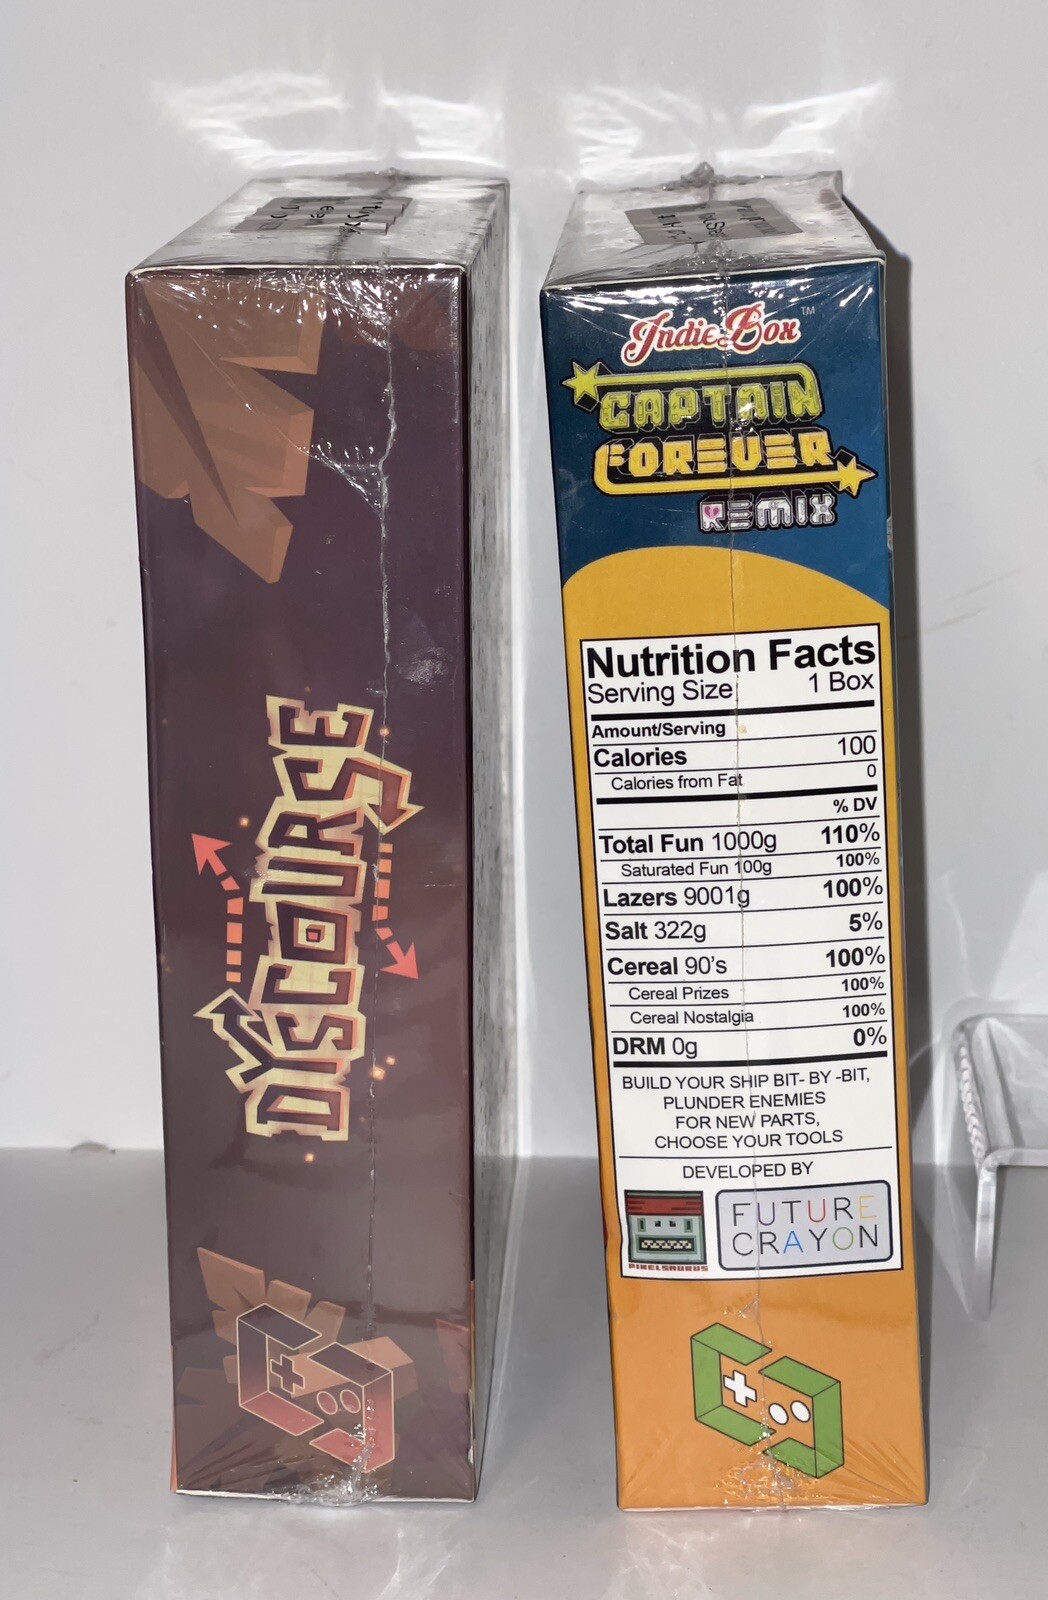 DISCOURSE
IndieBox™
CAPTAIN
FOREVER
REMIX
Nutrition Facts
Serving Size 1 Box
Amount/Serving
Calories 100
Calories from Fat 0
% DV
Total Fun 1000g 110%
Saturated Fun 100g 100%
Lazers 9001g 100%
Salt 322g 5%
Cereal 90's 100%
Cereal Prizes 100%
Cereal Nostalgia 100%
DRM 0g 0%
BUILD YOUR SHIP BIT- BY -BIT,
PLUNDER ENEMIES
FOR NEW PARTS,
CHOOSE YOUR TOOLS
DEVELOPED BY
PIXELSAURUS
FUTURE
CRAYON